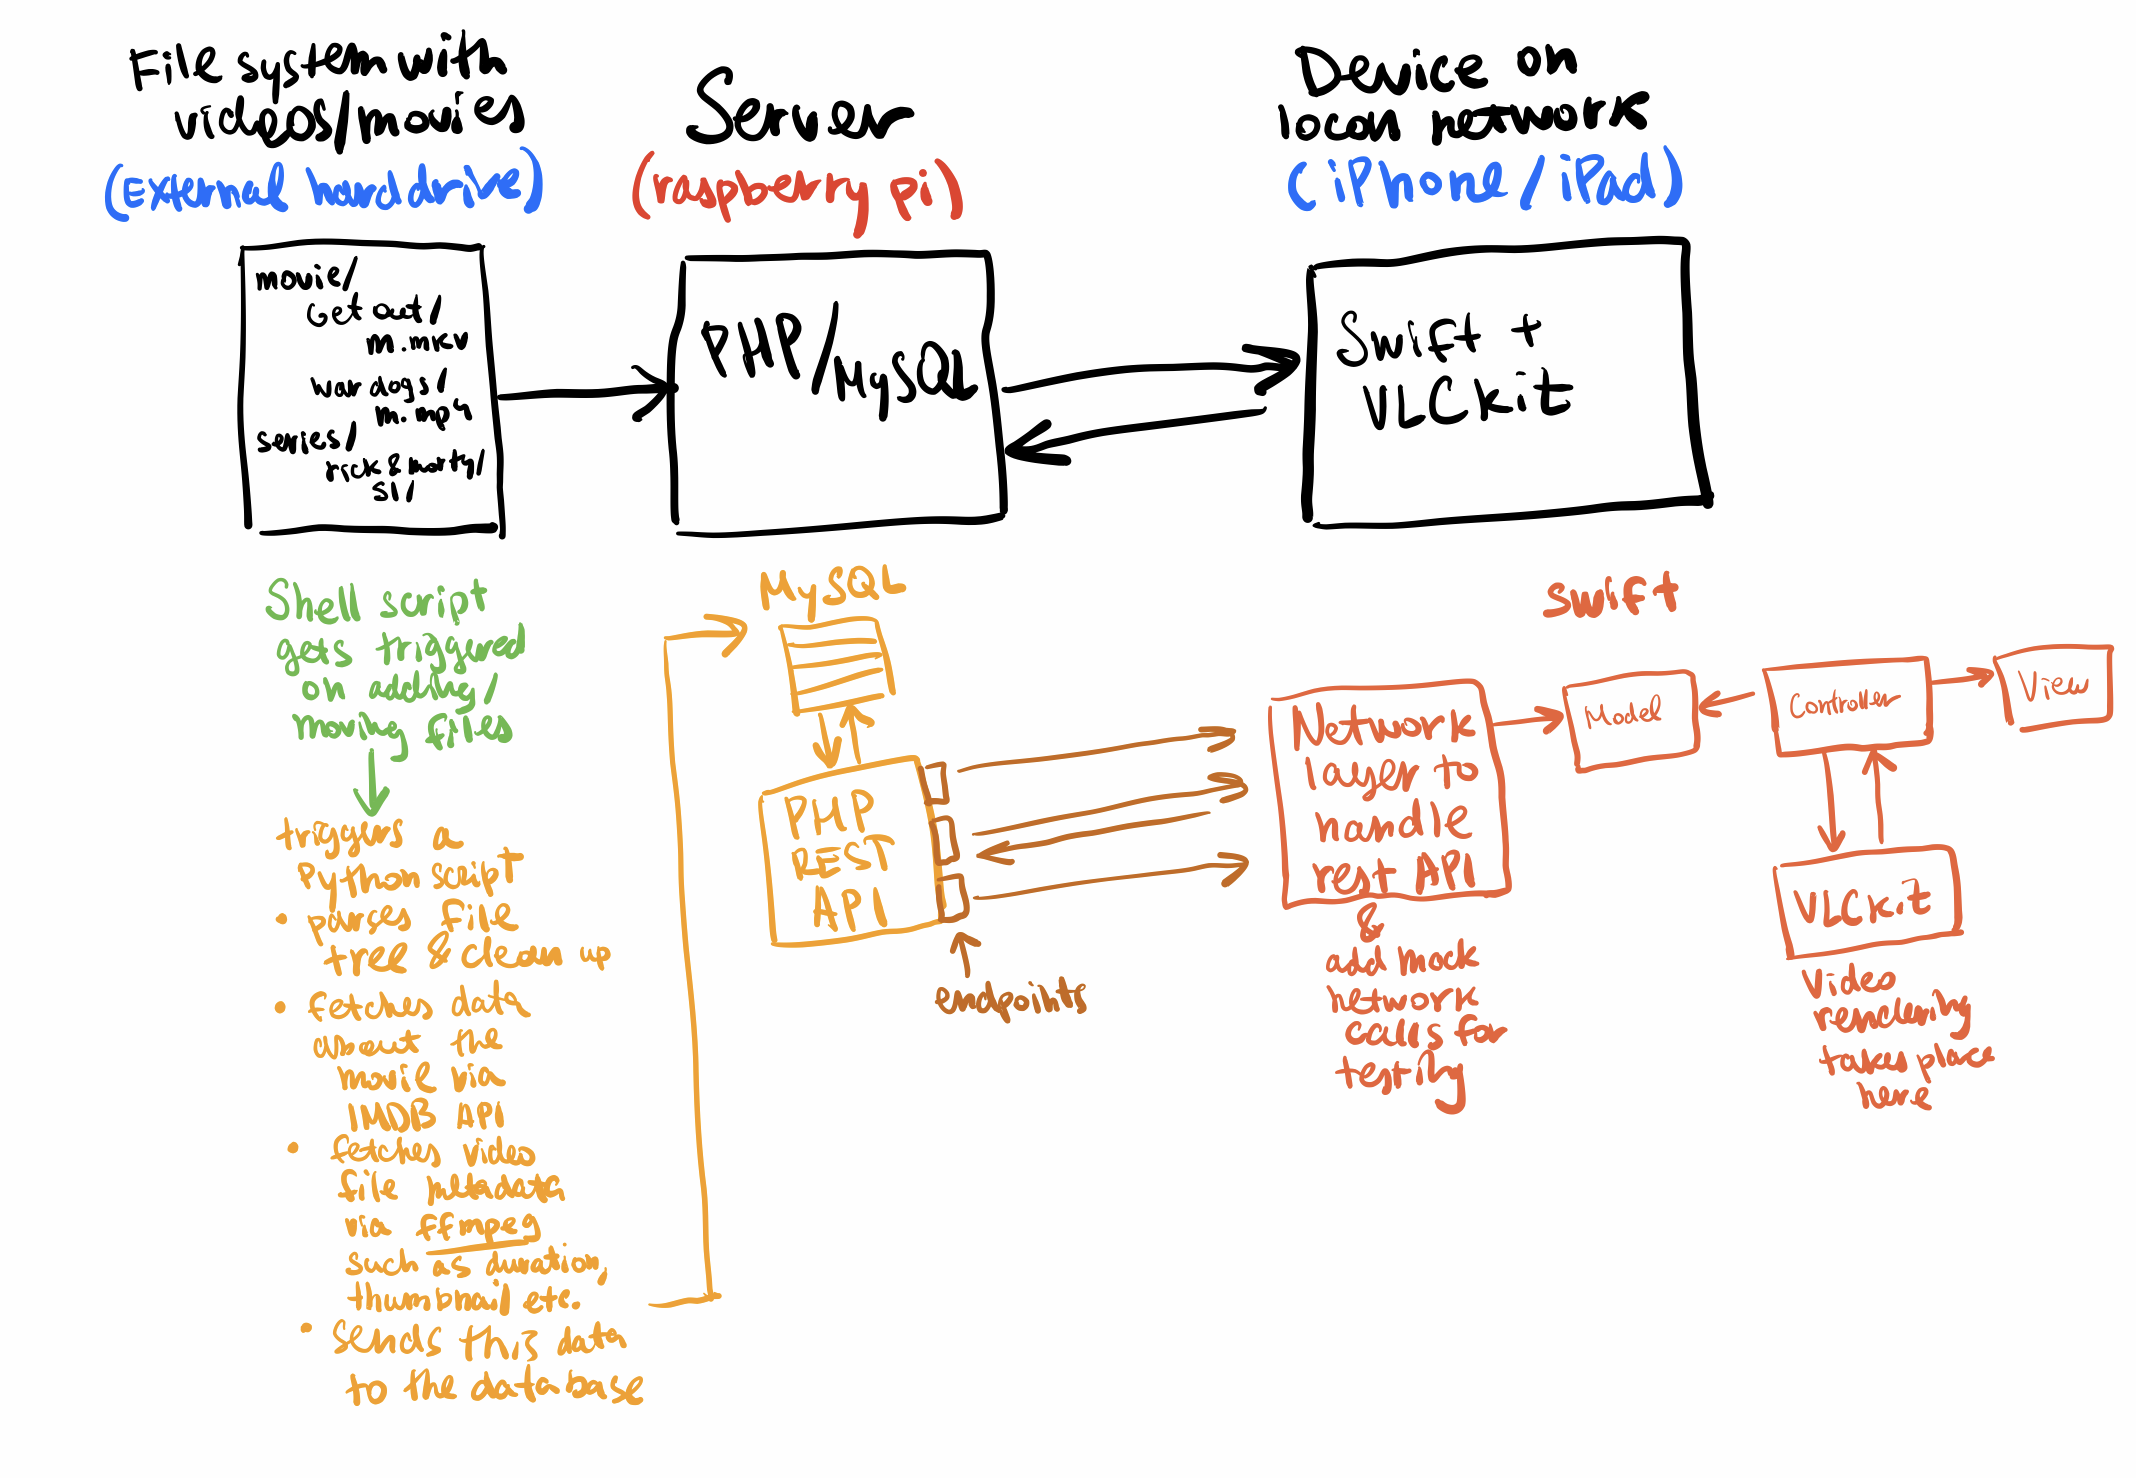 File system with
videos/movies
(External harddrive)
movie/
Get out/
m.mkv
war dogs/
m.mp4
series/
rick & morty/
S1/
Server
(raspberry pi)
PHP/MySQL
Device on
local network
(iPhone/iPad)
Swift +
VLCkit
Shell script
gets triggered
on adding/
moving files
triggers a
Python script
• parses file
tree & clean up
• fetches data
about the
movie via
IMDB API
• fetches video
file metadata
via ffmpeg
such as duration,
thumbnail etc.
• sends this data
to the database
MySQL
PHP
REST
API
endpoints
Swift
Network
layer to
handle
rest API
&
add mock
network
calls for
testing
Model
Controller
View
VLCkit
Video
rendering
takes place
here